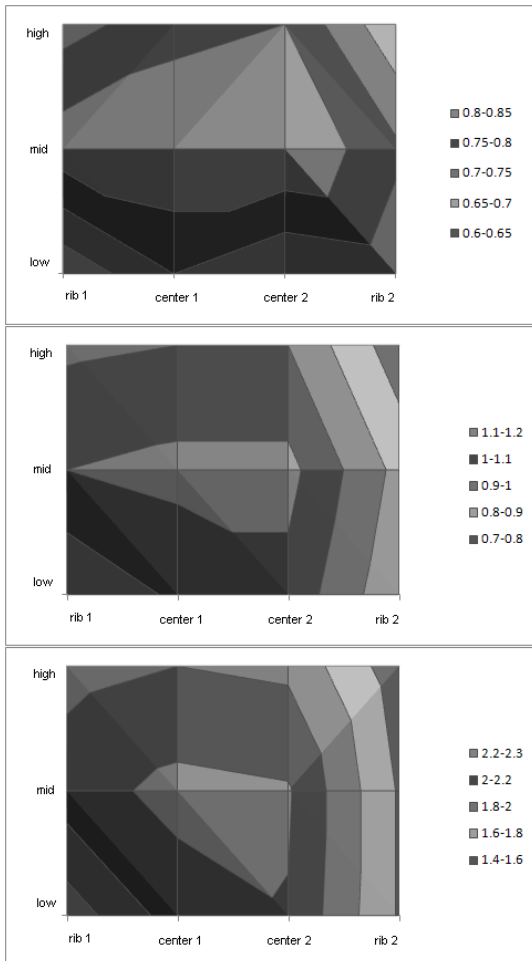 high
mid
low
rib 1 center 1 center 2 rib 2
0.8-0.85
0.75-0.8
0.7-0.75
0.65-0.7
0.6-0.65
high
mid
low
rib 1 center 1 center 2 rib 2
1.1-1.2
1-1.1
0.9-1
0.8-0.9
0.7-0.8
high
mid
low
rib 1 center 1 center 2 rib 2
2.2-2.3
2-2.2
1.8-2
1.6-1.8
1.4-1.6